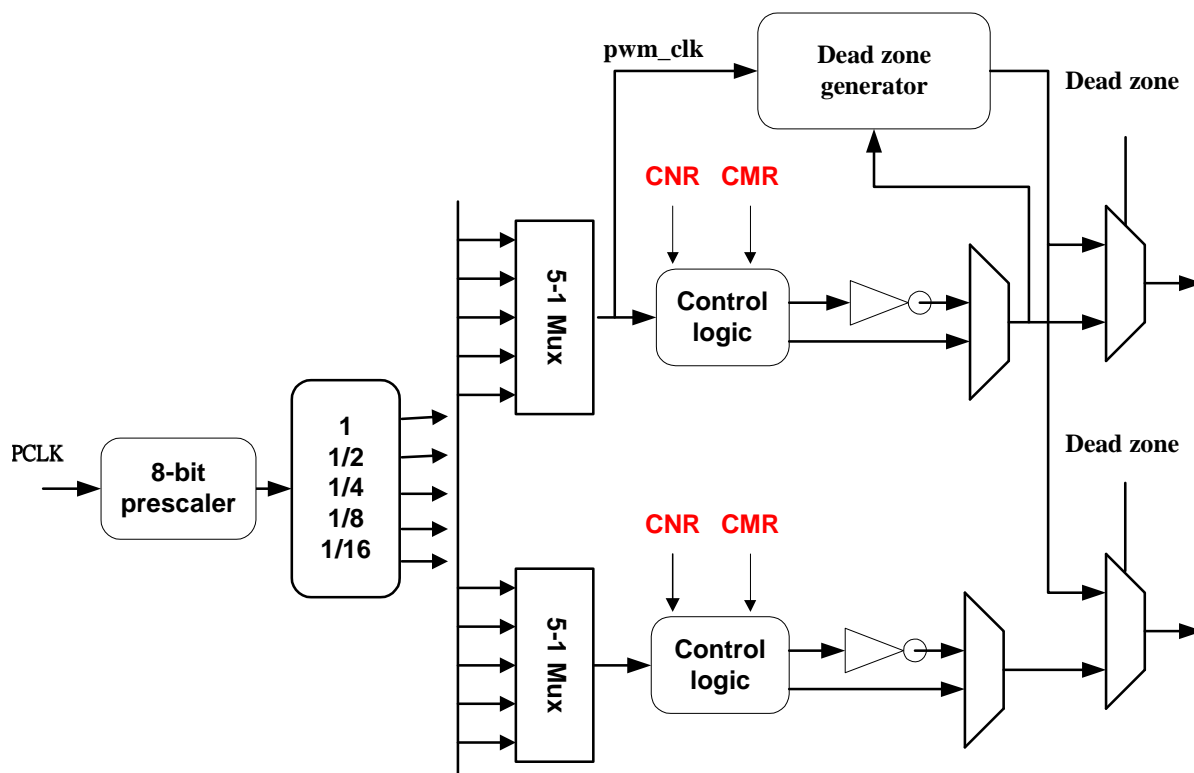 pwm_clk
Dead zone
generator
Dead zone
CNR
CMR
5-1 Mux
Control
logic
PCLK
8-bit
prescaler
1
1/2
1/4
1/8
1/16
Dead zone
CNR
CMR
5-1 Mux
Control
logic